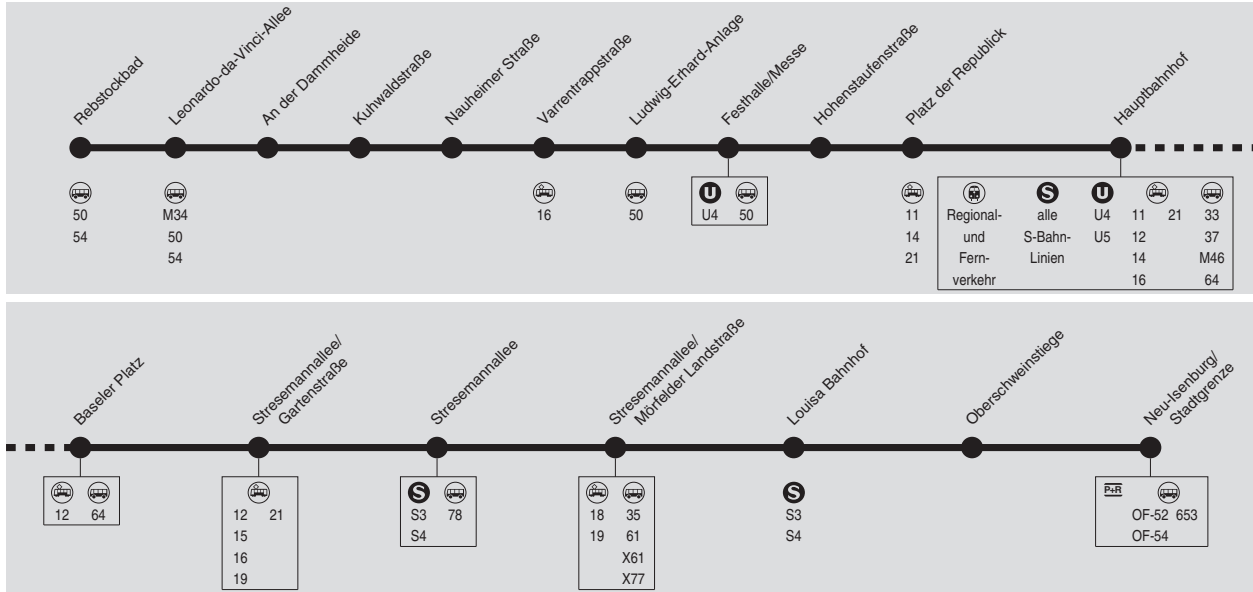 Rebstockbad
Leonardo-da-Vinci-Allee
An der Dammheide
Kuhwaldstraße
Nauheimer Straße
Varrentrappstraße
Ludwig-Erhard-Anlage
Festhalle/Messe
Hohenstaufenstraße
Platz der Republick
Hauptbahnhof
50
54
M34
50
54
16
50
U
U4 50
11
14
21
S U
Regional- alle U4 11 21 33
und S-Bahn- U5 12 37
Fern- Linien 14 M46
verkehr 16 64
Baseler Platz
Stresemannallee/
Gartenstraße
Stresemannallee
Stresemannallee/
Mörfelder Landstraße
Louisa Bahnhof
Oberschweinstiege
Neu-Isenburg/
Stadtgrenze
12 64
12 21
15
16
19
S
S3 78
S4
18 35
19 61
X61
X77
S
S3
S4
P+R
OF-52 653
OF-54